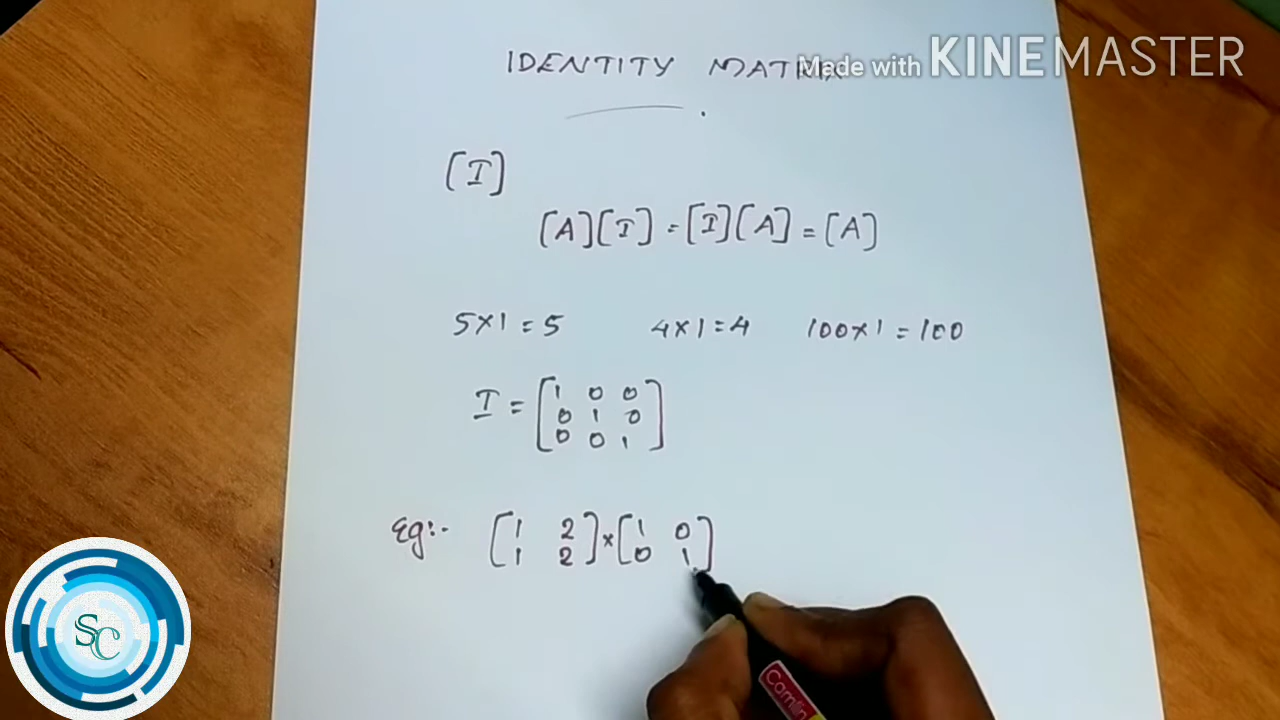 IDENTITY MATRIX
Made with KINEMASTER
[I]
[A][I] = [I][A] = [A]
5×1 = 5 4×1 = 4 100×1 = 100
I = [1 0 0
0 1 0
0 0 1]
Eg:- [1 2 ] × [1 0]
1 2 0 1
SC
Camlin